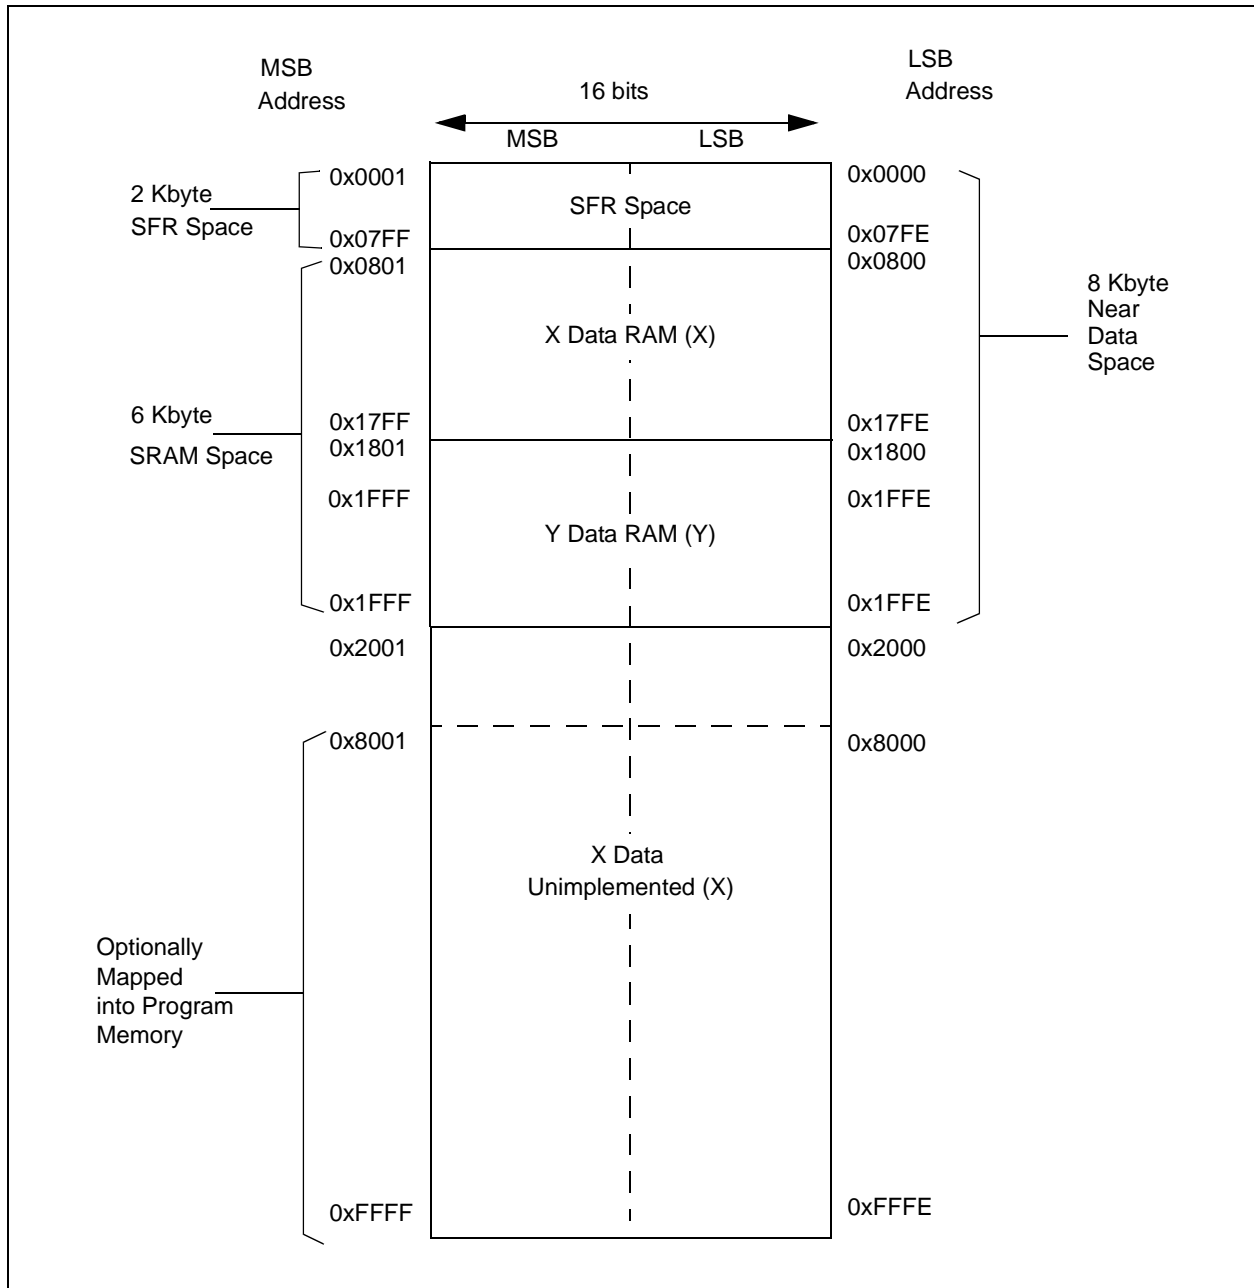 MSB
Address
LSB
Address
16 bits
MSB LSB
2 Kbyte
SFR Space
0x0001
SFR Space
0x0000
0x07FF
0x07FE
0x0801
0x0800
8 Kbyte
Near
Data
Space
X Data RAM (X)
6 Kbyte
SRAM Space
0x17FF
0x17FE
0x1801
0x1800
0x1FFF
0x1FFE
Y Data RAM (Y)
0x1FFF
0x1FFE
0x2001
0x2000
0x8001
0x8000
X Data
Unimplemented (X)
Optionally
Mapped
into Program
Memory
0xFFFF
0xFFFE